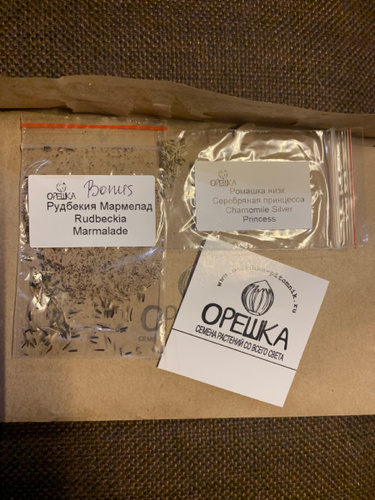 Bonus
ОРЕШКА
Рудбекия Мармелад
Rudbeckia
Marmalade
ОРЕШКА
Ромашка низк
Серебряная принцесса
Chamomile Silver
Princess
ОРЕШКА
СЕМЕНА РАСТЕНИЙ СО ВСЕГО СВЕТА